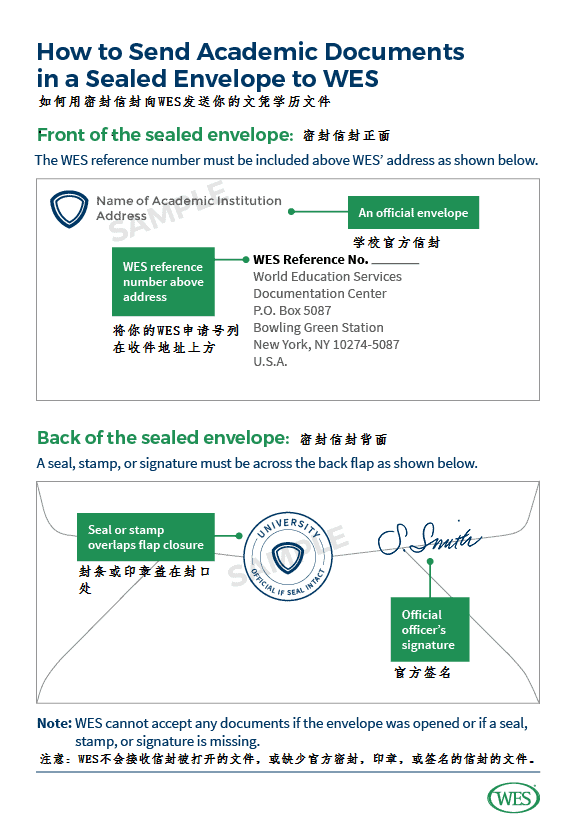 How to Send Academic Documents
in a Sealed Envelope to WES
如何用密封信封向WES发送你的文凭学历文件
Front of the sealed envelope: 密封信封正面
The WES reference number must be included above WES’ address as shown below.
Name of Academic Institution
Address
SAMPLE
An official envelope
学校官方信封
WES reference
number above
address
将你的WES申请号列
在收件地址上方
WES Reference No. ________
World Education Services
Documentation Center
P.O. Box 5087
Bowling Green Station
New York, NY 10274-5087
U.S.A.
Back of the sealed envelope: 密封信封背面
A seal, stamp, or signature must be across the back flap as shown below.
Seal or stamp
overlaps flap closure
封条或印章盖在封口
处
UNIVERSITY
OFFICIAL IF SEAL INTACT
SAMPLE
S. Smith
Official
officer’s
signature
官方签名
Note: WES cannot accept any documents if the envelope was opened or if a seal,
stamp, or signature is missing.
注意：WES不会接收信封被打开的文件，或缺少官方密封，印章，或签名的信封的文件。
WES